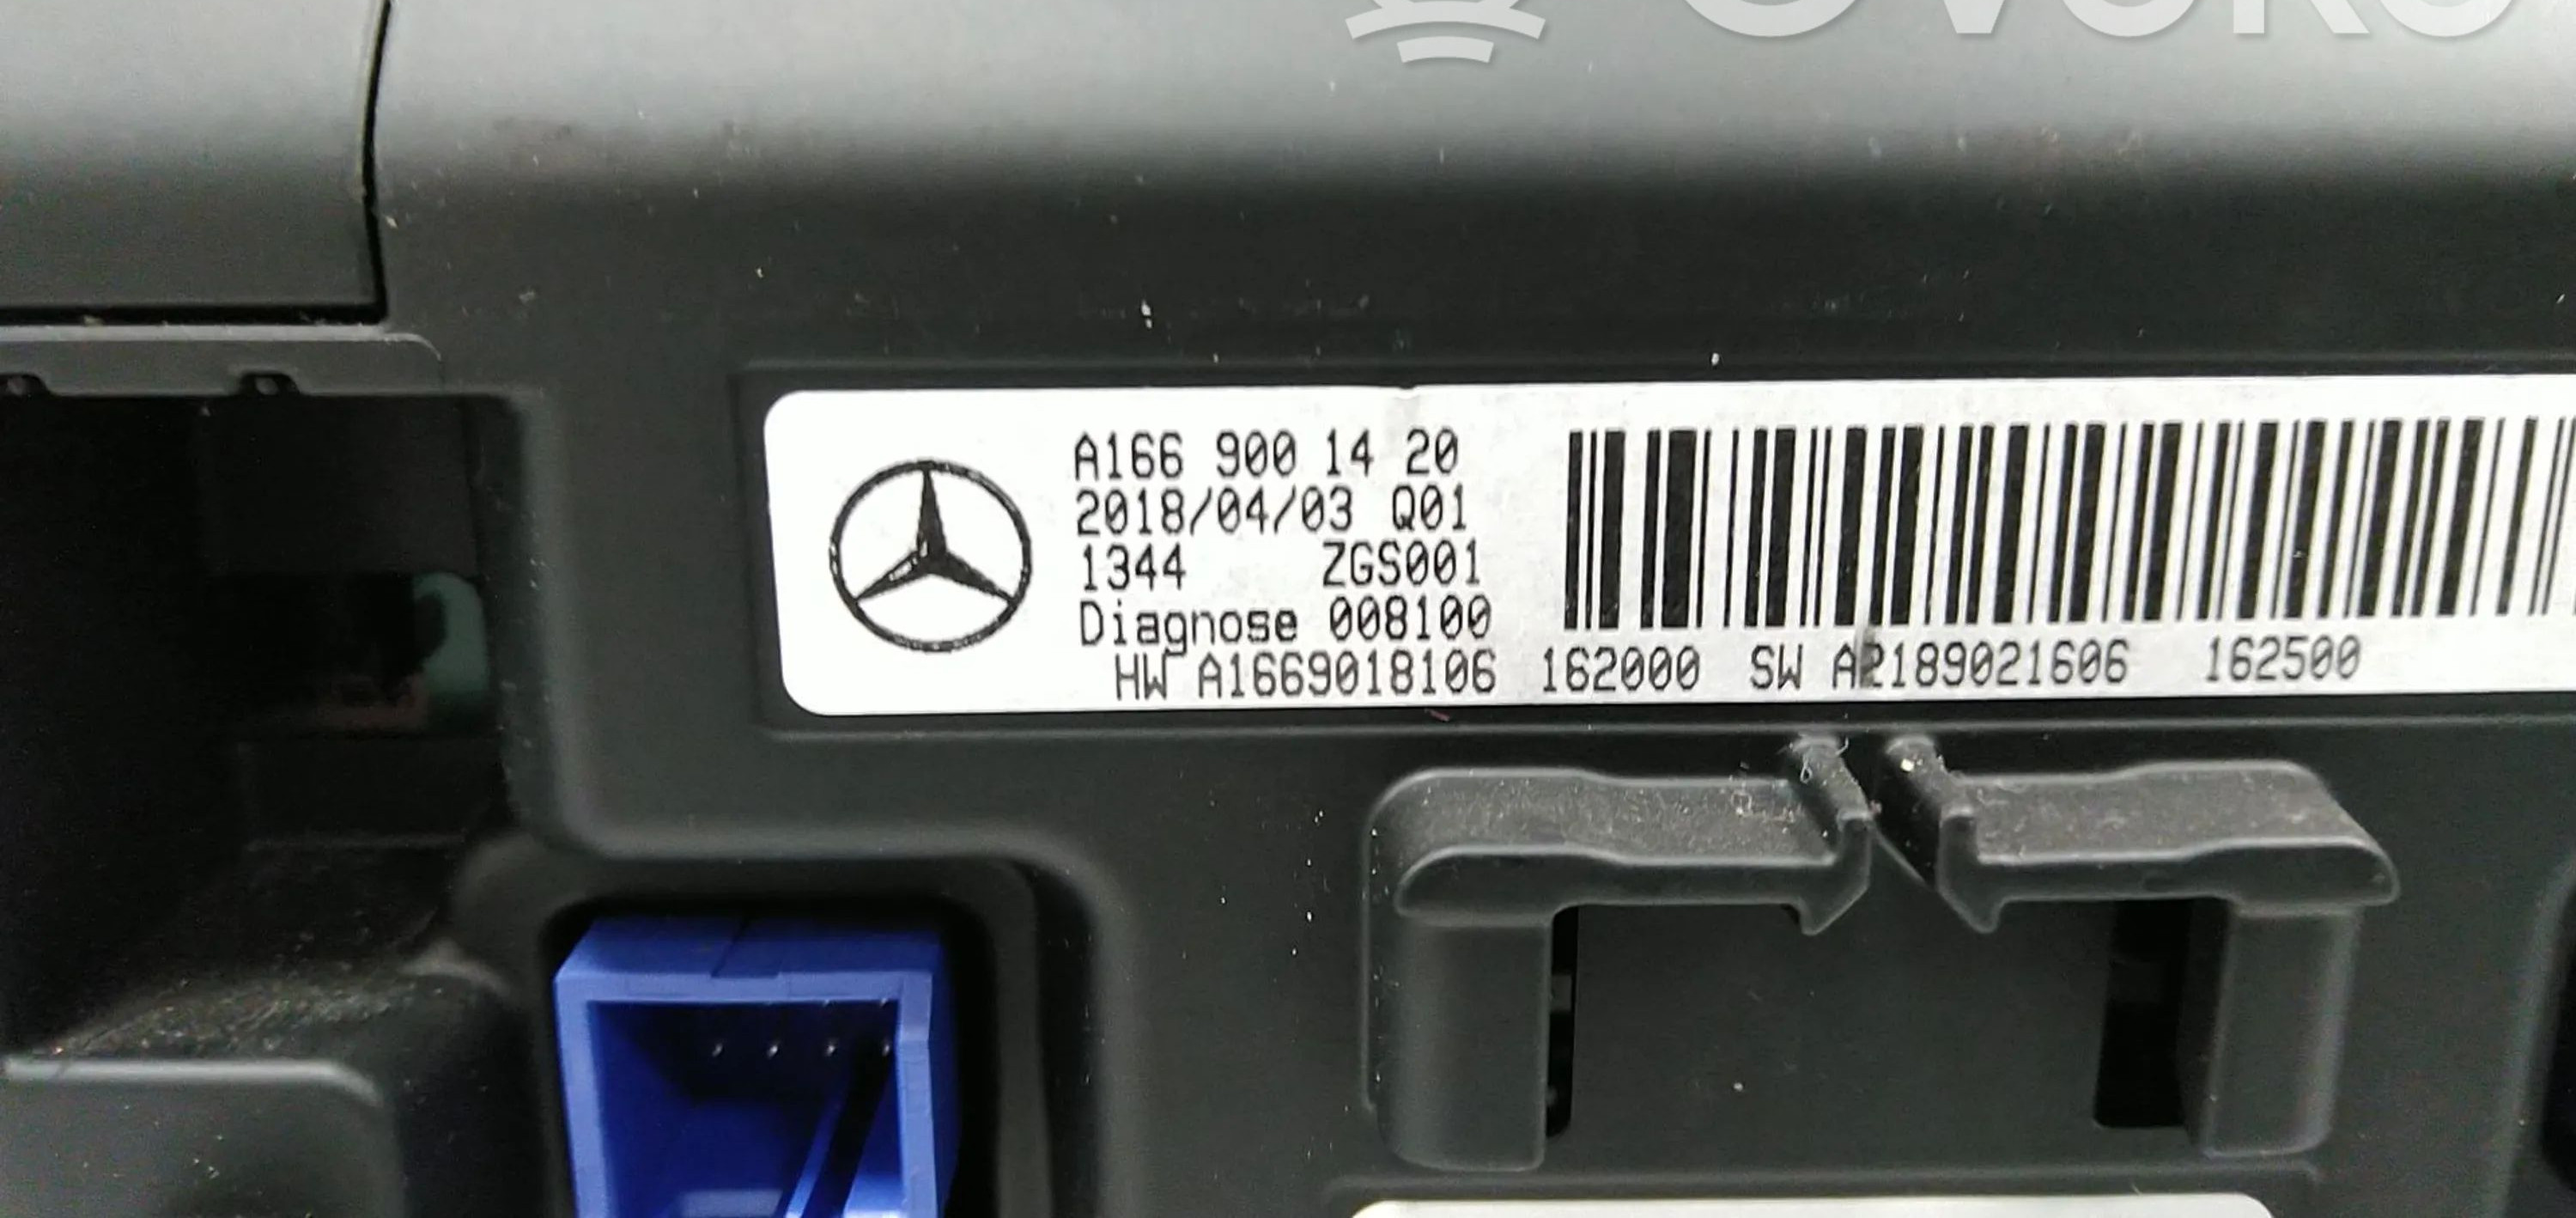 A166 900 14 20
2018/04/03 Q01
1344 ZGS001
Diagnose 008100
HW A1669018106 162000 SW A2189021606 162500